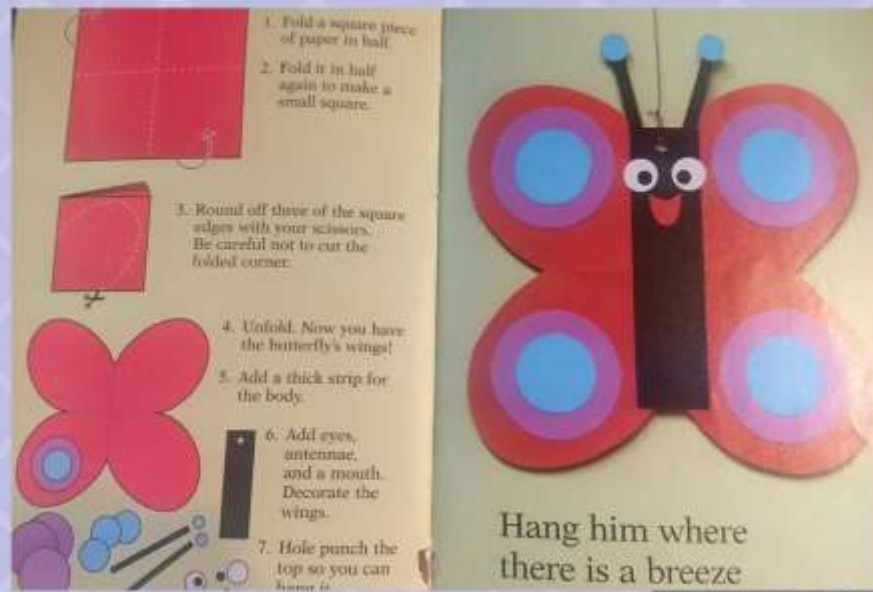 1. Fold a square piece
of paper in half.
2. Fold it in half
again to make a
small square.
3. Round off three of the square
edges with your scissors.
Be careful not to cut the
folded corner.
4. Unfold. Now you have
the butterfly's wings!
5. Add a thick strip for
the body.
6. Add eyes,
antennae,
and a mouth.
Decorate the
wings.
7. Hole punch the
top so you can
hang it
Hang him where
there is a breeze